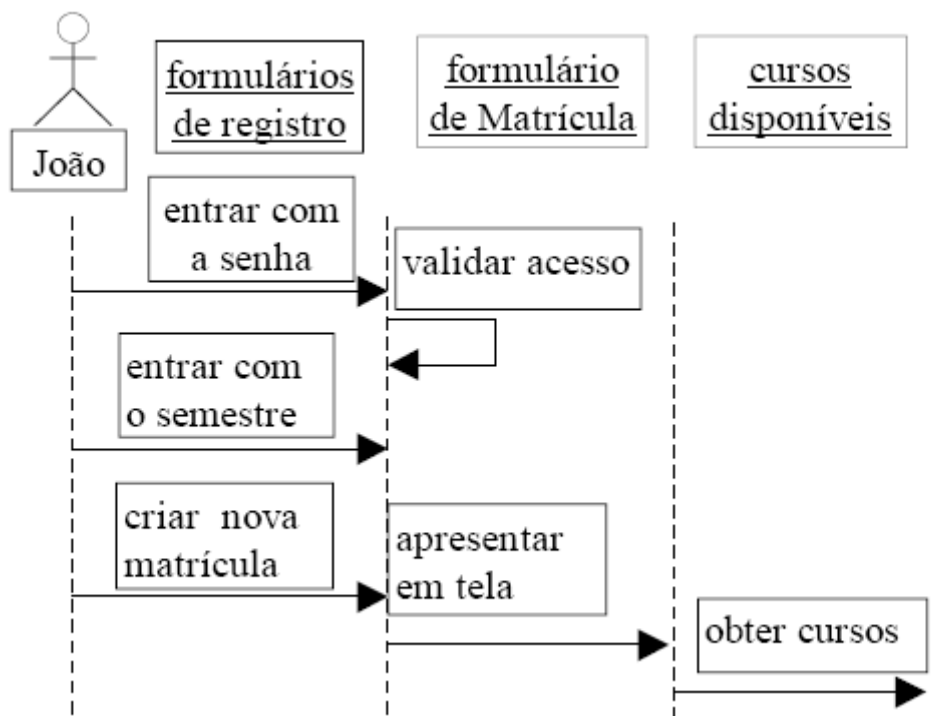 João
formulários
de registro
formulário
de Matrícula
cursos
disponíveis
entrar com
a senha
validar acesso
entrar com
o semestre
criar nova
matrícula
apresentar
em tela
obter cursos